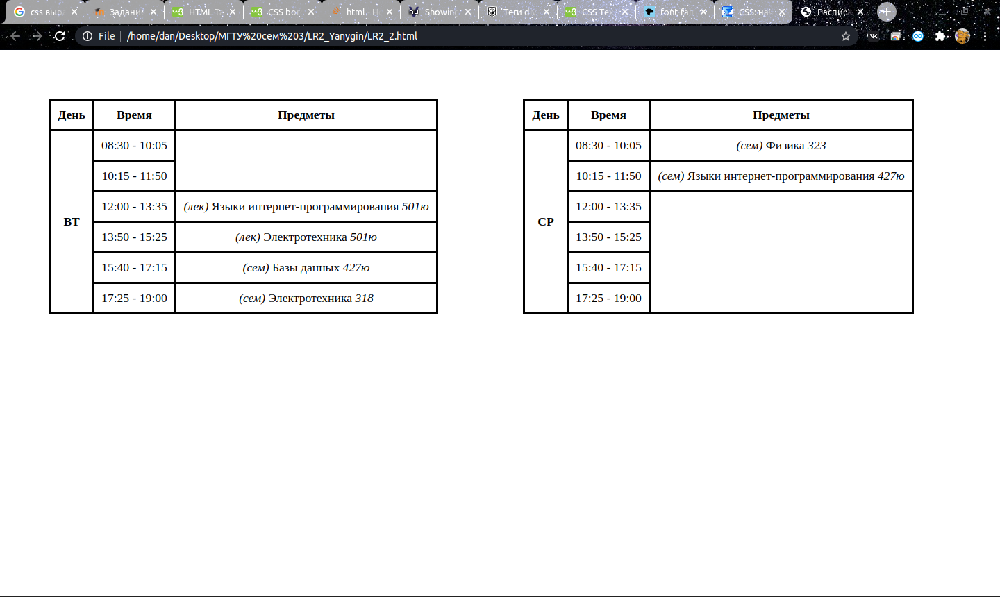 css выр Задани HTML T CSS bor html - H Showin Теги di CSS Tex font-fam CSS: на Распис
File /home/dan/Desktop/МГТУ%20сем%203/LR2_Yanygin/LR2_2.html
День Время Предметы
08:30 - 10:05
10:15 - 11:50
ВТ
12:00 - 13:35 (лек) Языки интернет-программирования 501ю
13:50 - 15:25 (лек) Электротехника 501ю
15:40 - 17:15 (сем) Базы данных 427ю
17:25 - 19:00 (сем) Электротехника 318
День Время Предметы
08:30 - 10:05 (сем) Физика 323
10:15 - 11:50 (сем) Языки интернет-программирования 427ю
СР
12:00 - 13:35
13:50 - 15:25
15:40 - 17:15
17:25 - 19:00